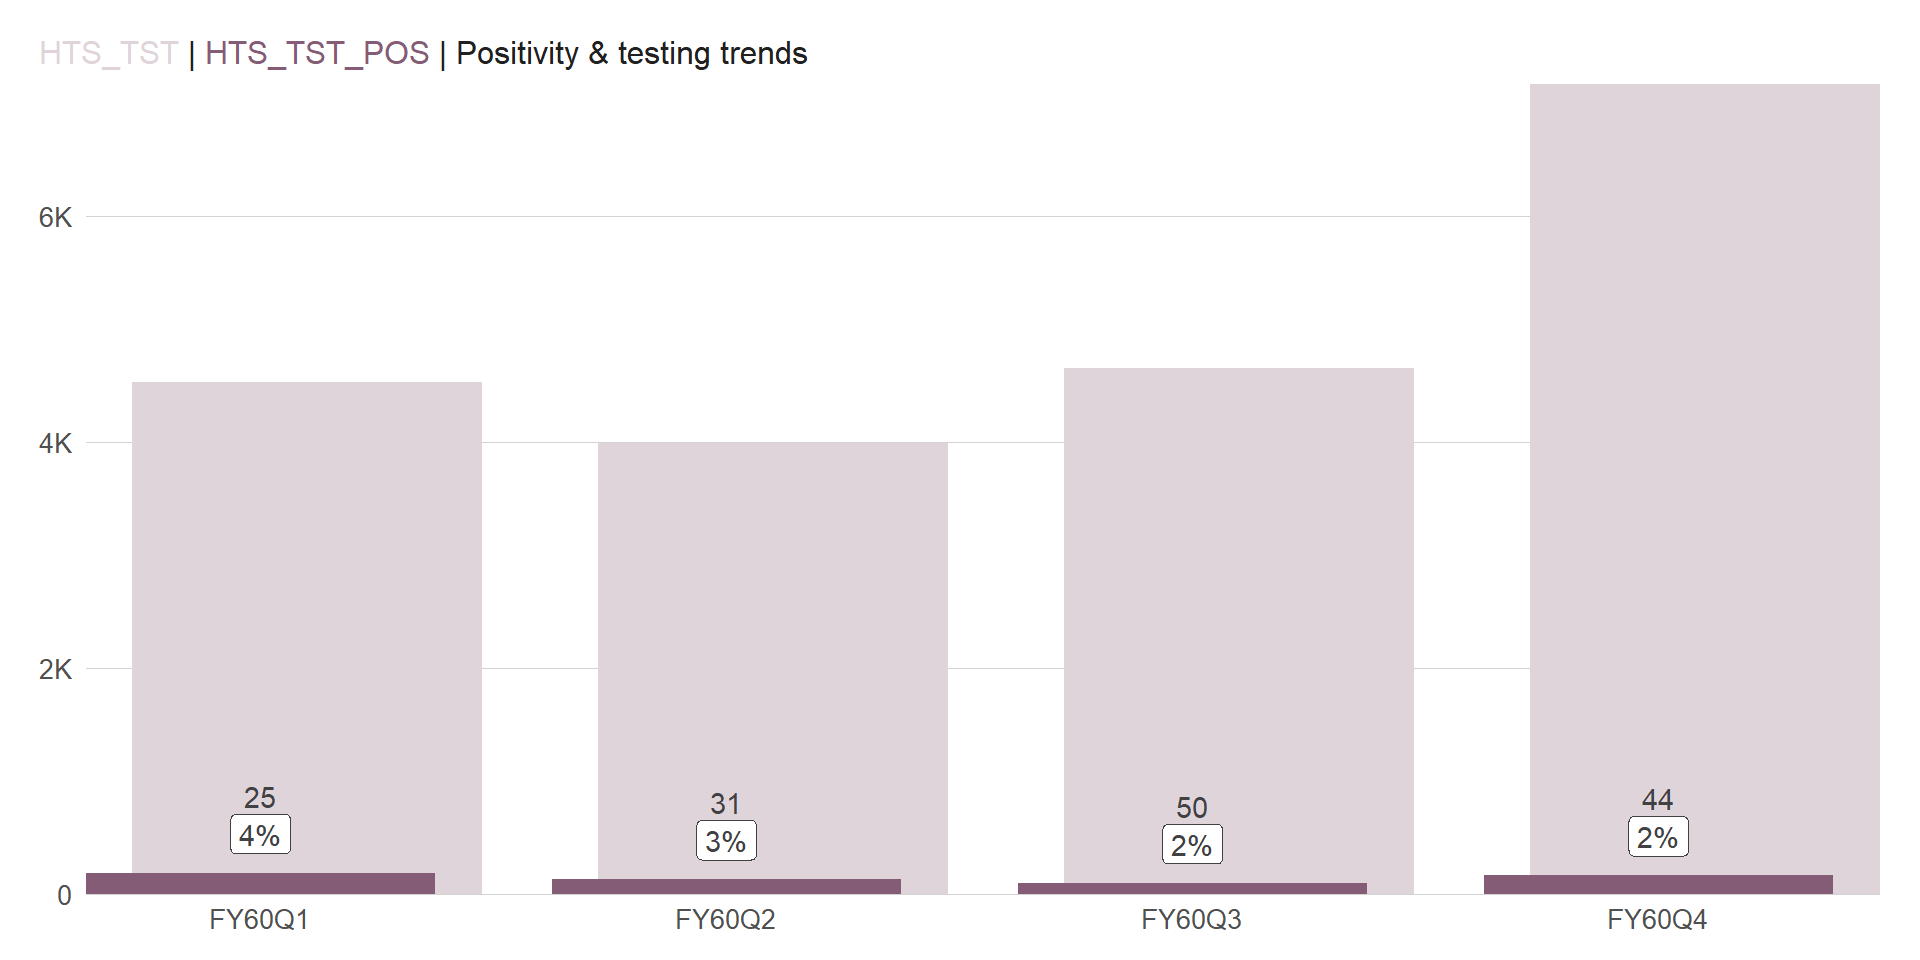 HTS_TST | HTS_TST_POS | Positivity & testing trends
6K
4K
2K
0
25
4%
31
3%
50
2%
44
2%
FY60Q1
FY60Q2
FY60Q3
FY60Q4